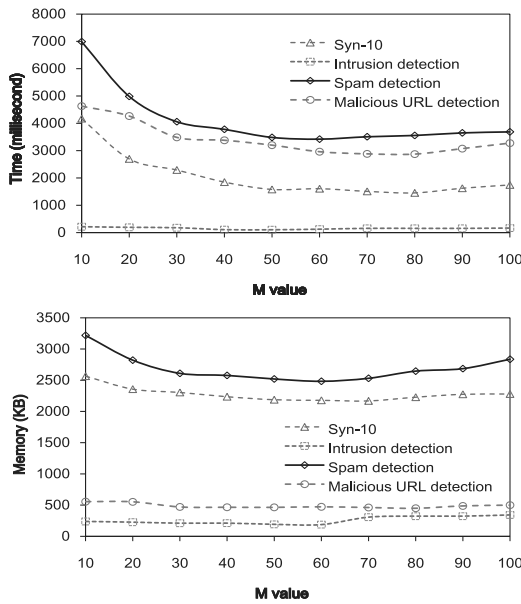 8000
7000
6000
5000
4000
3000
2000
1000
0
Time (millisecond)
Syn-10
Intrusion detection
Spam detection
Malicious URL detection
10 20 30 40 50 60 70 80 90 100
M value
3500
3000
2500
2000
1500
1000
500
0
Memory (KB)
Syn-10
Intrusion detection
Spam detection
Malicious URL detection
10 20 30 40 50 60 70 80 90 100
M value